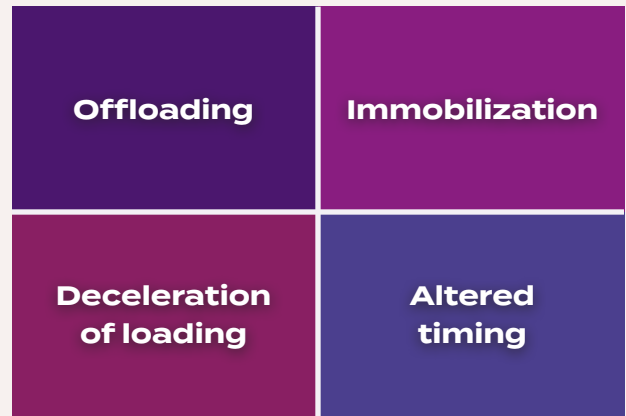 Offloading
Immobilization
Deceleration
of loading
Altered
timing